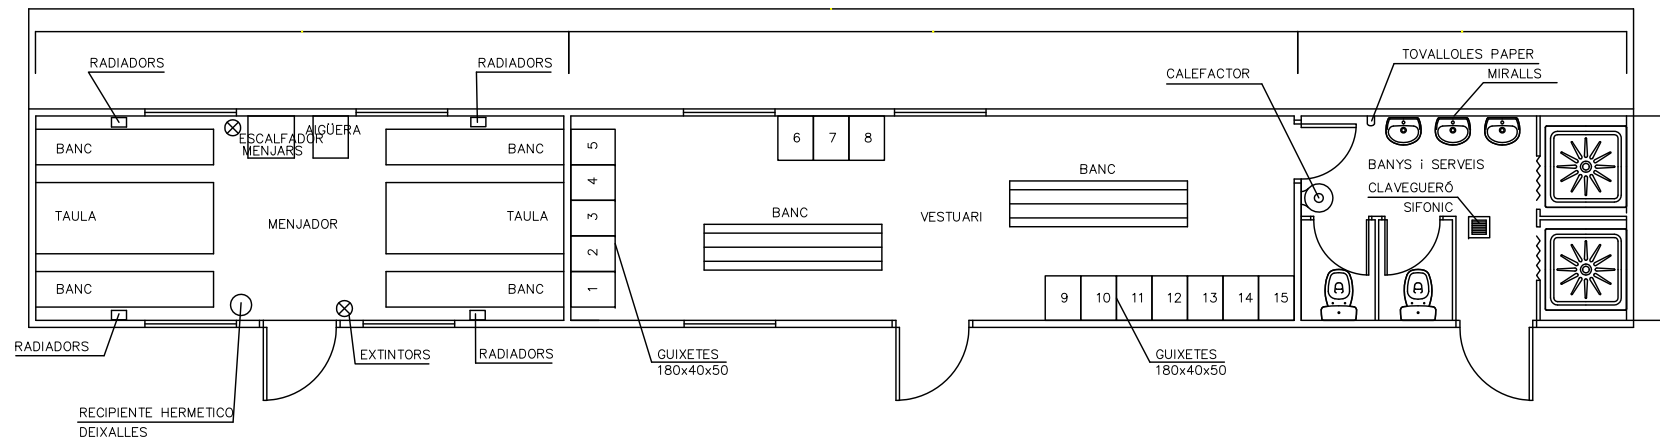 TOVALLOLES PAPER
RADIADORS
RADIADORS
CALEFACTOR
MIRALLS
AIGÜERA
ESCALFADOR
MENJARS
BANC
BANC
5
6
7
8
BANC
BANYS i SERVEIS
4
CLAVEGUERÓ
SIFONIC
TAULA
TAULA
3
BANC
VESTUARI
MENJADOR
2
BANC
BANC
1
9
10
11
12
13
14
15
RADIADORS
EXTINTORS
RADIADORS
GUIXETES
180x40x50
GUIXETES
180x40x50
RECIPIENTE HERMETICO
DEIXALLES